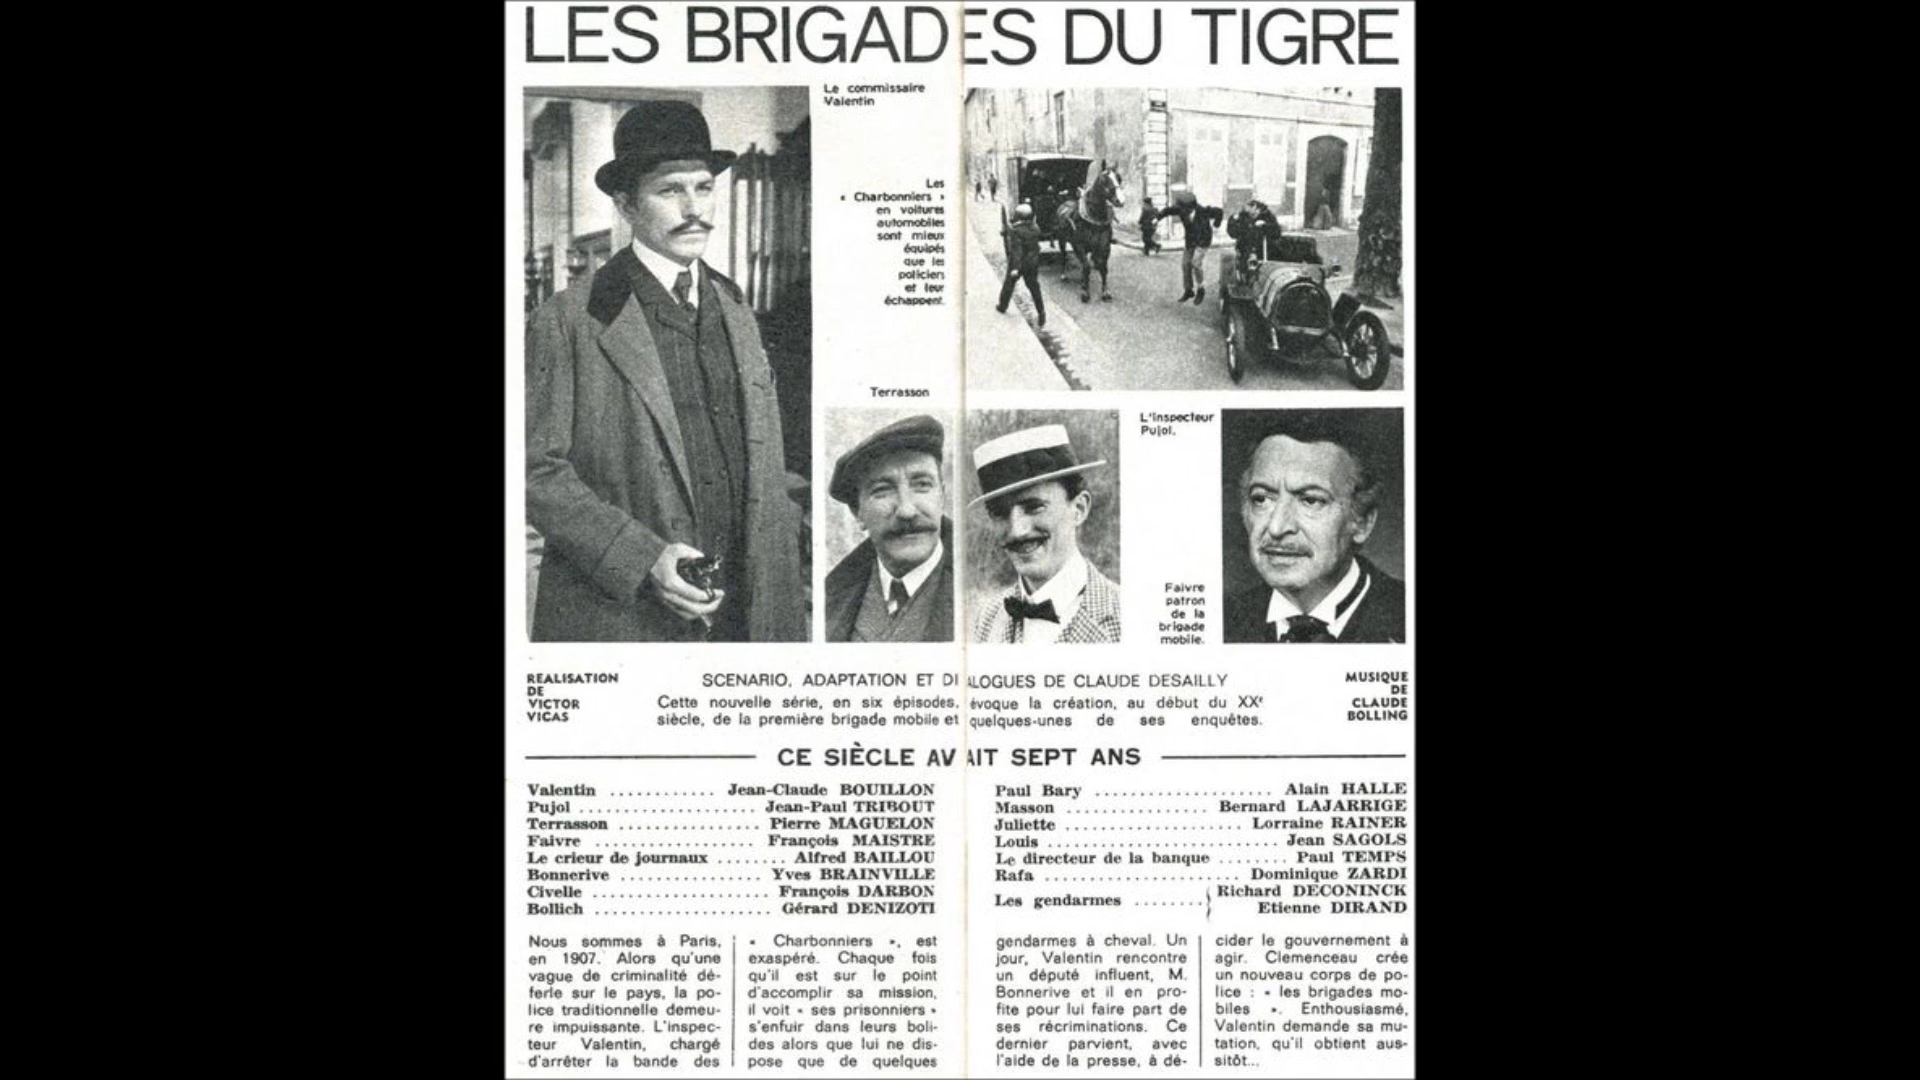 LES BRIGADES DU TIGRE
Le commissaire
Valentin
Les
« Charbonniers »
en voitures
automobiles
sont mieux
équipés
que les
policiers
et leur
échappent.
Terrasson
L'inspecteur
Pujol.
Faivre
patron
de la
brigade
mobile.
REALISATION
DE
VICTOR
VICAS
SCENARIO, ADAPTATION ET DIALOGUES DE CLAUDE DESAILLY
Cette nouvelle série, en six épisodes, évoque la création, au début du XXe
siècle, de la première brigade mobile et quelques-unes de ses enquêtes.
MUSIQUE
DE
CLAUDE
BOLLING
CE SIÈCLE AVAIT SEPT ANS
Valentin ........... Jean-Claude BOUILLON
Pujol .................. Jean-Paul TRIBOUT
Terrasson .............. Pierre MAGUELON
Faivre ................ François MAISTRE
Le crieur de journaux ........ Alfred BAILLOU
Bonnerive .............. Yves BRAINVILLE
Civelle .................. François DARBON
Bollich .................. Gérard DENIZOTI
Paul Bary .................. Alain HALLE
Masson .............. Bernard LAJARRIGE
Juliette .................. Lorraine RAINER
Louis ........................ Jean SAGOLS
Le directeur de la banque ........ Paul TEMPS
Rafa .................. Dominique ZARDI
Les gendarmes ........ { Richard DECONINCK
Etienne DIRAND
Nous sommes à Paris,
en 1907. Alors qu'une
vague de criminalité dé-
ferle sur le pays, la po-
lice traditionnelle demeu-
re impuissante. L'inspec-
teur Valentin, chargé
d'arrêter la bande des
« Charbonniers », est
exaspéré. Chaque fois
qu'il est sur le point
d'accomplir sa mission,
il voit « ses prisonniers »
s'enfuir dans leurs boli-
des alors que lui ne dis-
pose que de quelques
gendarmes à cheval. Un
jour, Valentin rencontre
un député influent, M.
Bonnerive et il en pro-
fite pour lui faire part de
ses récriminations. Ce
dernier parvient, avec
l'aide de la presse, à dé-
cider le gouvernement à
agir. Clemenceau crée
un nouveau corps de po-
lice : « les brigades mo-
biles ». Enthousiasmé,
Valentin demande sa mu-
tation, qu'il obtient aus-
sitôt...